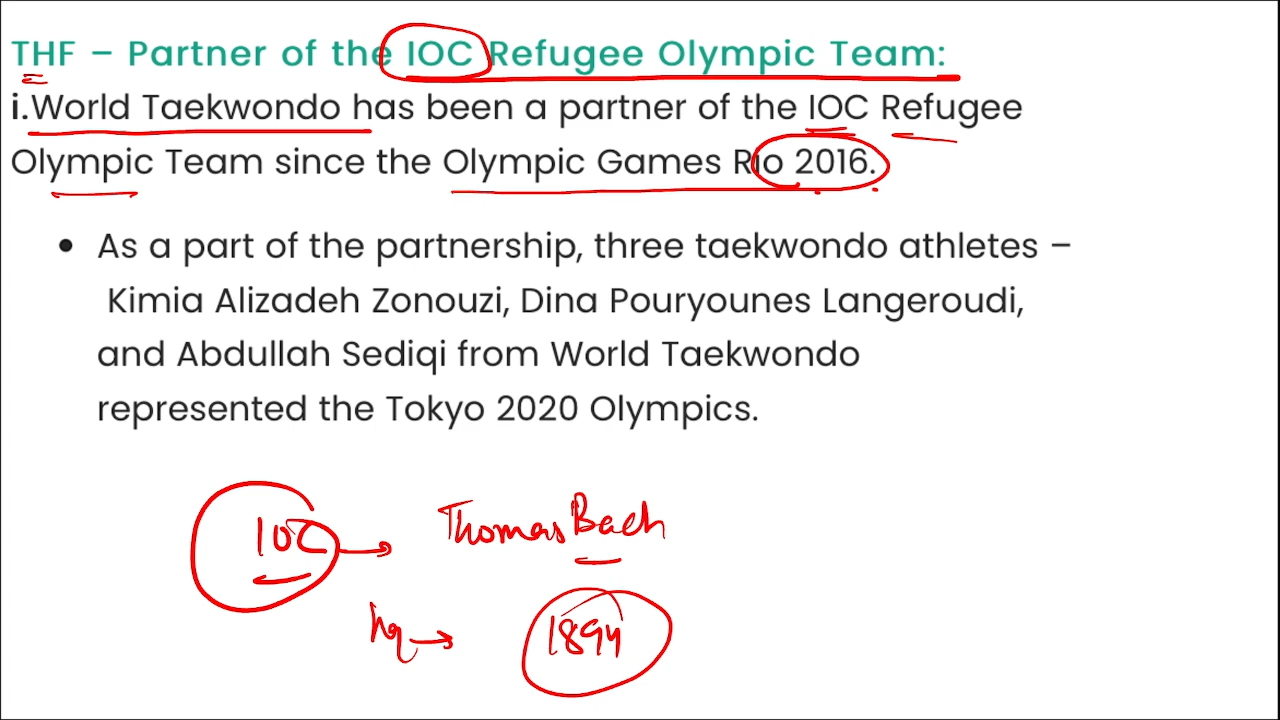 THF – Partner of the IOC Refugee Olympic Team:
i.World Taekwondo has been a partner of the IOC Refugee
Olympic Team since the Olympic Games Rio 2016.
• As a part of the partnership, three taekwondo athletes –
Kimia Alizadeh Zonouzi, Dina Pouryounes Langeroudi,
and Abdullah Sediqi from World Taekwondo
represented the Tokyo 2020 Olympics.
IOC → Thomas Bach
hq → 1894